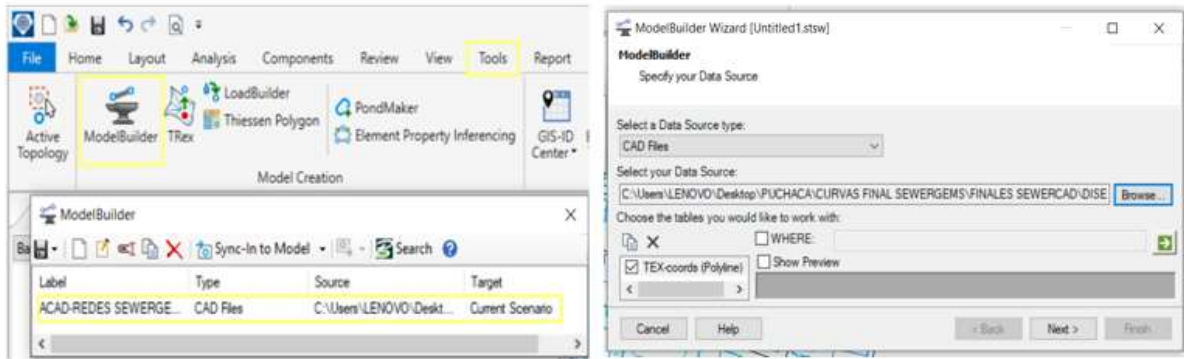 File Home Layout Analysis Components Review View Tools Report
Active Topology
ModelBuilder
TRex
LoadBuilder
Thiessen Polygon
PondMaker
Element Property Inferencing
GIS-ID Center
Model Creation
ModelBuilder
Sync-In to Model
Search
Label Type Source Target
ACAD-REDES SEWERGE... CAD Files C:\Users\LENOVO\Deskt... Current Scenario
ModelBuilder Wizard [Untitled1.stsw]
ModelBuilder
Specify your Data Source
Select a Data Source type:
CAD Files
Select your Data Source:
C:\Users\LENOVO\Desktop\PUCHACA\CURVAS FINAL SEWERGEMS\FINALES SEWERCAD\DISE Browse...
Choose the tables you would like to work with:
WHERE:
TEX-coords (Polyline) Show Preview
Cancel Help < Back Next > Finish